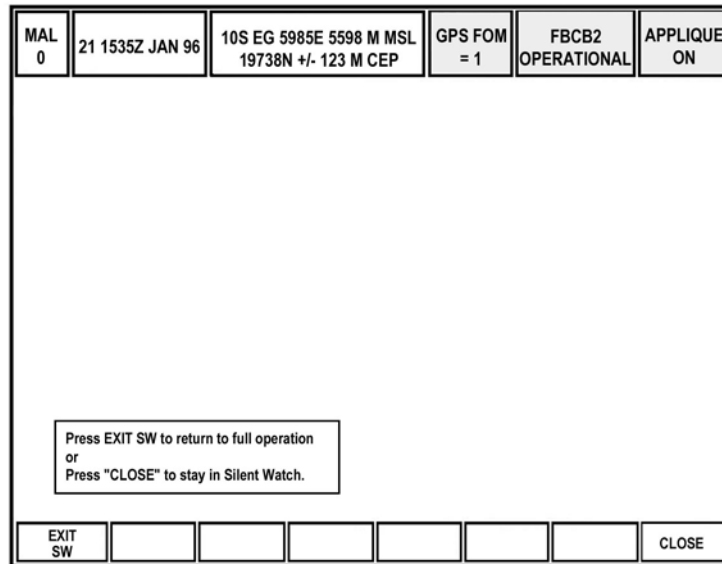 MAL
0
21 1535Z JAN 96
10S EG 5985E 5598 M MSL
19738N +/- 123 M CEP
GPS FOM
= 1
FBCB2
OPERATIONAL
APPLIQUE
ON
Press EXIT SW to return to full operation
or
Press "CLOSE" to stay in Silent Watch.
EXIT
SW
CLOSE